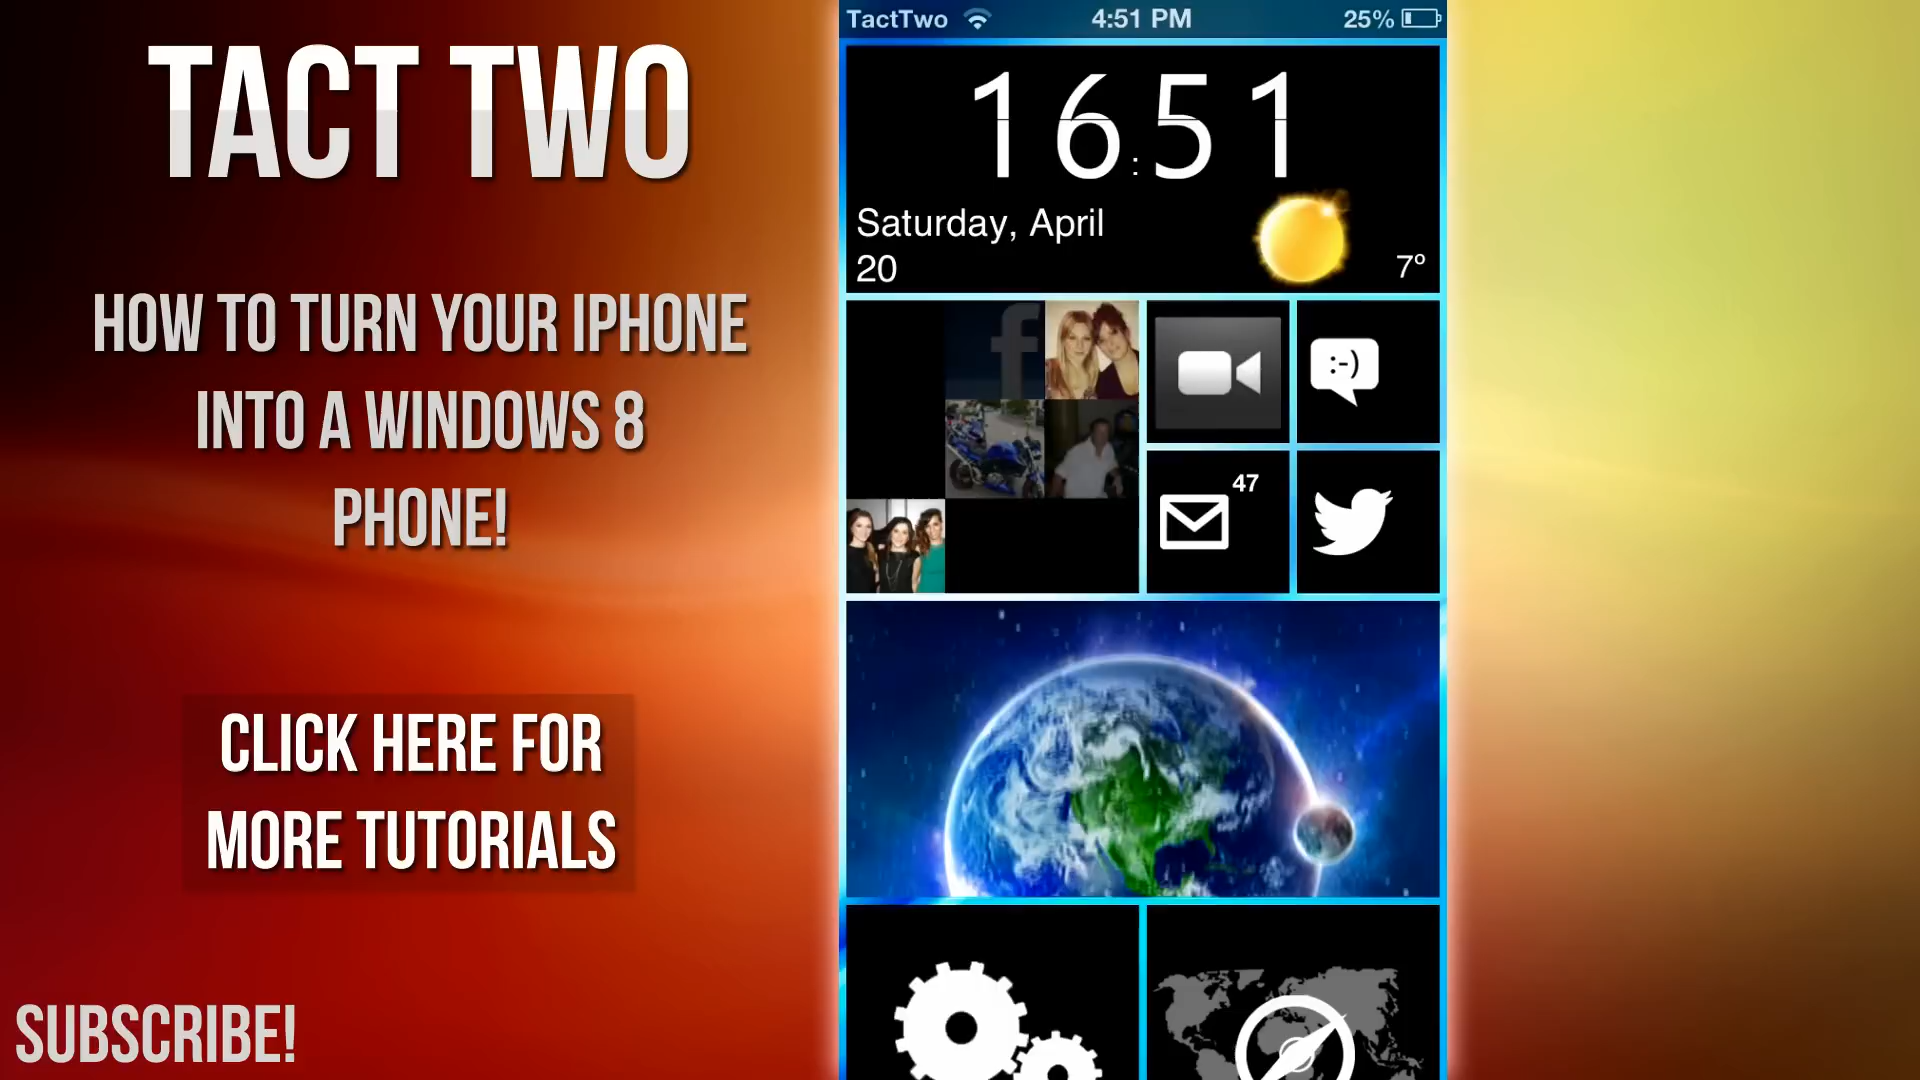 TACT TWO
HOW TO TURN YOUR IPHONE
INTO A WINDOWS 8
PHONE!
CLICK HERE FOR
MORE TUTORIALS
SUBSCRIBE!
TactTwo 4:51 PM 25%
16:51
Saturday, April
20
7º
f
:-)
47